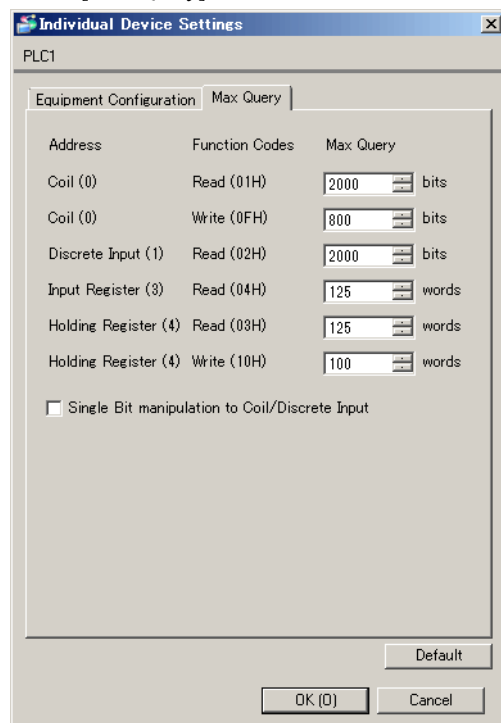 Individual Device Settings
PLC1
Equipment Configuration Max Query
Address Function Codes Max Query
Coil (0) Read (01H) 2000 bits
Coil (0) Write (0FH) 800 bits
Discrete Input (1) Read (02H) 2000 bits
Input Register (3) Read (04H) 125 words
Holding Register (4) Read (03H) 125 words
Holding Register (4) Write (10H) 100 words
Single Bit manipulation to Coil/Discrete Input
Default
OK (O) Cancel